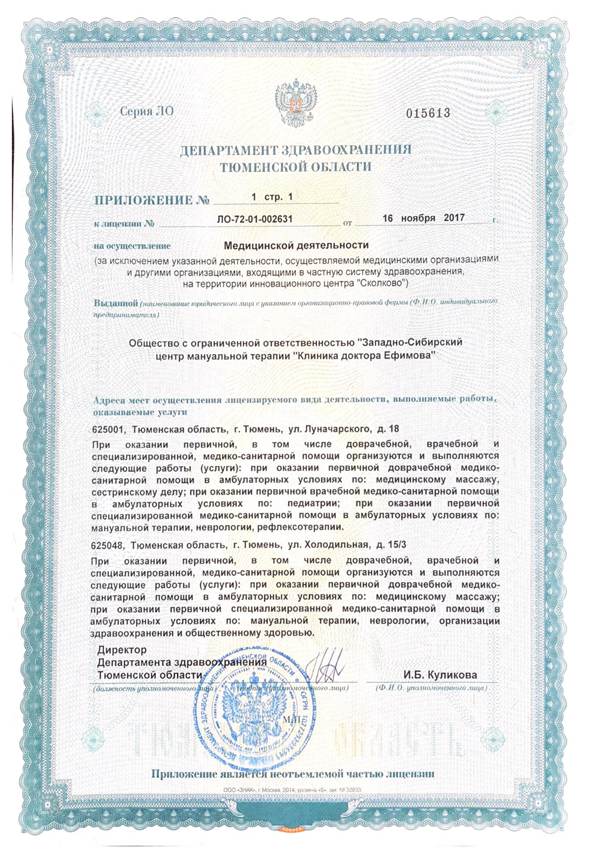 Серия ЛО
015613
ДЕПАРТАМЕНТ ЗДРАВООХРАНЕНИЯ
ТЮМЕНСКОЙ ОБЛАСТИ
ПРИЛОЖЕНИЕ № 1 стр. 1
к лицензии № ЛО-72-01-002631 от 16 ноября 2017 г.
на осуществление Медицинской деятельности
(за исключением указанной деятельности, осуществляемой медицинскими организациями
и другими организациями, входящими в частную систему здравоохранения,
на территории инновационного центра "Сколково")
Выданной (наименование юридического лица с указанием организационно-правовой формы (Ф.И.О. индивидуального
предпринимателя)
Общество с ограниченной ответственностью "Западно-Сибирский
центр мануальной терапии "Клиника доктора Ефимова"
Адреса мест осуществления лицензируемого вида деятельности, выполняемые работы,
оказываемые услуги
625001, Тюменская область, г. Тюмень, ул. Луначарского, д. 18
При оказании первичной, в том числе доврачебной, врачебной и
специализированной, медико-санитарной помощи организуются и выполняются
следующие работы (услуги): при оказании первичной доврачебной медико-
санитарной помощи в амбулаторных условиях по: медицинскому массажу,
сестринскому делу; при оказании первичной врачебной медико-санитарной помощи
в амбулаторных условиях по: педиатрии; при оказании первичной
специализированной медико-санитарной помощи в амбулаторных условиях по:
мануальной терапии, неврологии, рефлексотерапии.
625048, Тюменская область, г. Тюмень, ул. Холодильная, д. 15/3
При оказании первичной, в том числе доврачебной, врачебной и
специализированной, медико-санитарной помощи организуются и выполняются
следующие работы (услуги): при оказании первичной доврачебной медико-
санитарной помощи в амбулаторных условиях по: медицинскому массажу;
при оказании первичной специализированной медико-санитарной помощи в
амбулаторных условиях по: мануальной терапии, неврологии, организации
здравоохранения и общественному здоровью.
Директор
Департамента здравоохранения
Тюменской области
И.Б. Куликова
(должность уполномоченного лица)
(Ф.И.О. уполномоченного лица)
М.П.
Приложение является неотъемлемой частью лицензии